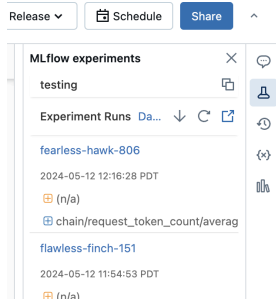 Release Schedule Share
MLflow experiments
testing
Experiment Runs Da...
fearless-hawk-806
2024-05-12 12:16:28 PDT
(n/a)
chain/request_token_count/averag
flawless-finch-151
2024-05-12 11:54:53 PDT
(n/a)